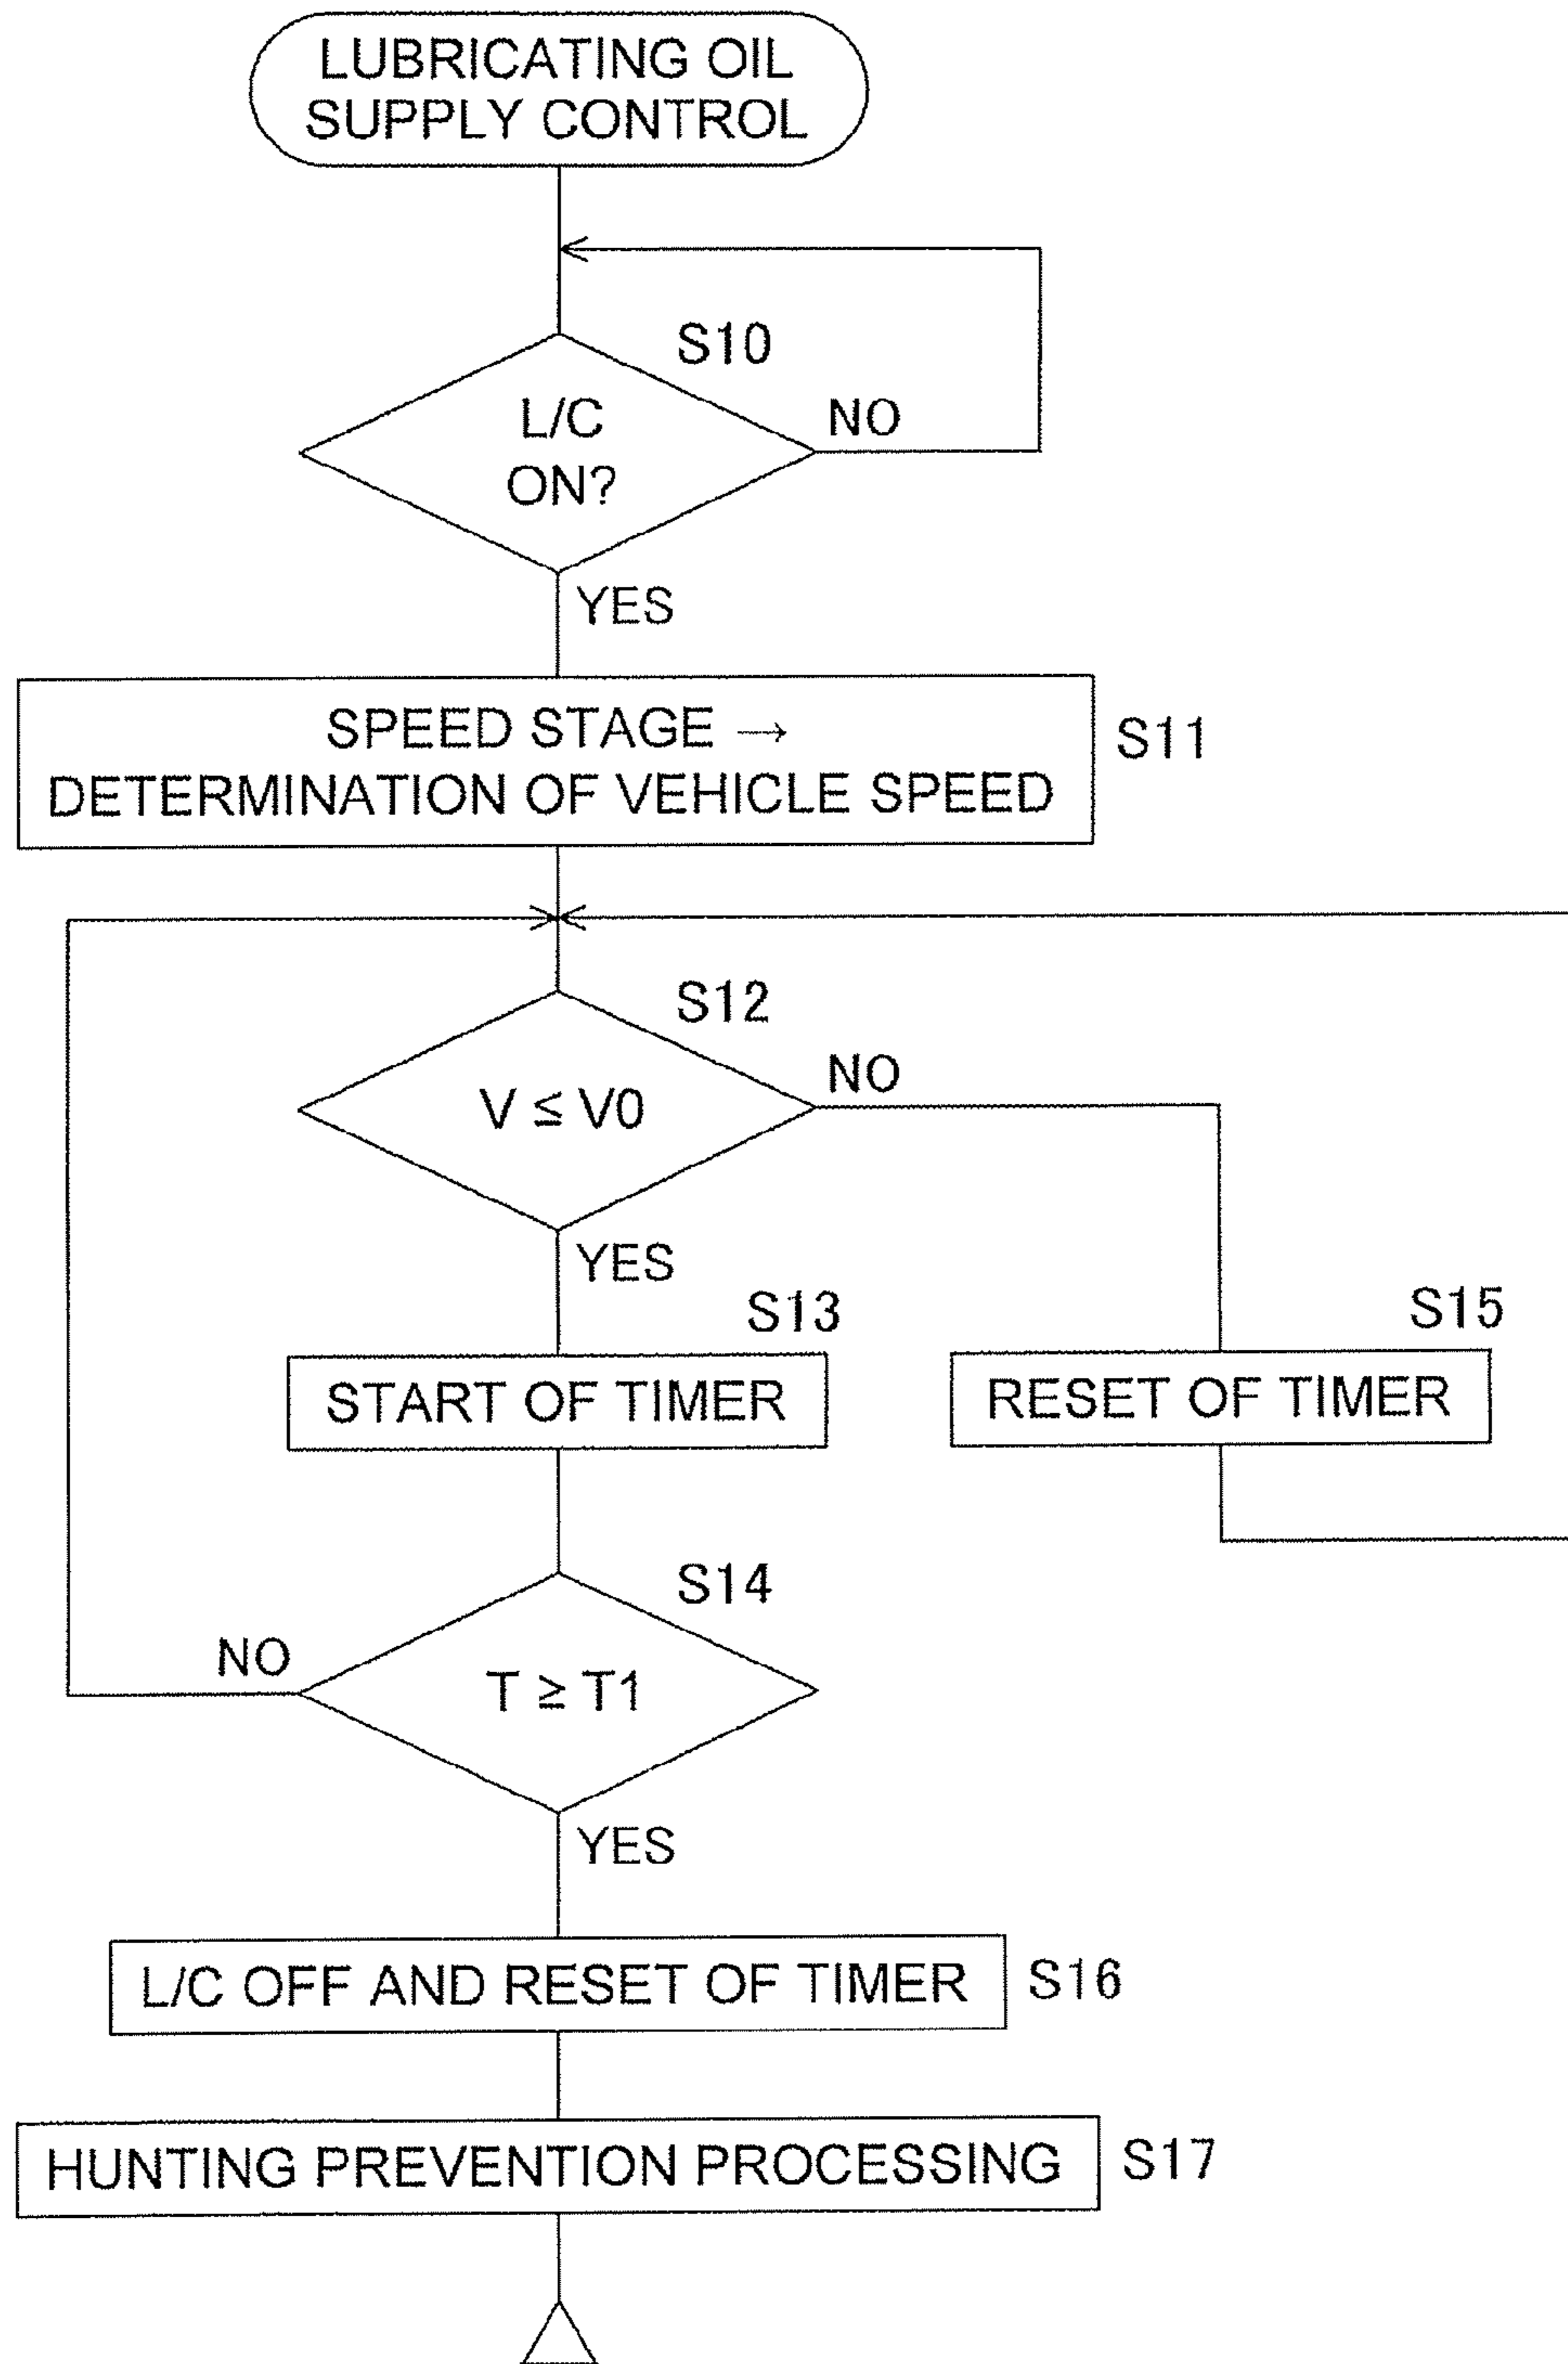 LUBRICATING OIL
SUPPLY CONTROL
S10
L/C
ON?
NO
YES
SPEED STAGE →
DETERMINATION OF VEHICLE SPEED
S11
S12
V ≤ V0
NO
YES
S13
START OF TIMER
S15
RESET OF TIMER
S14
NO
T ≥ T1
YES
L/C OFF AND RESET OF TIMER
S16
HUNTING PREVENTION PROCESSING
S17